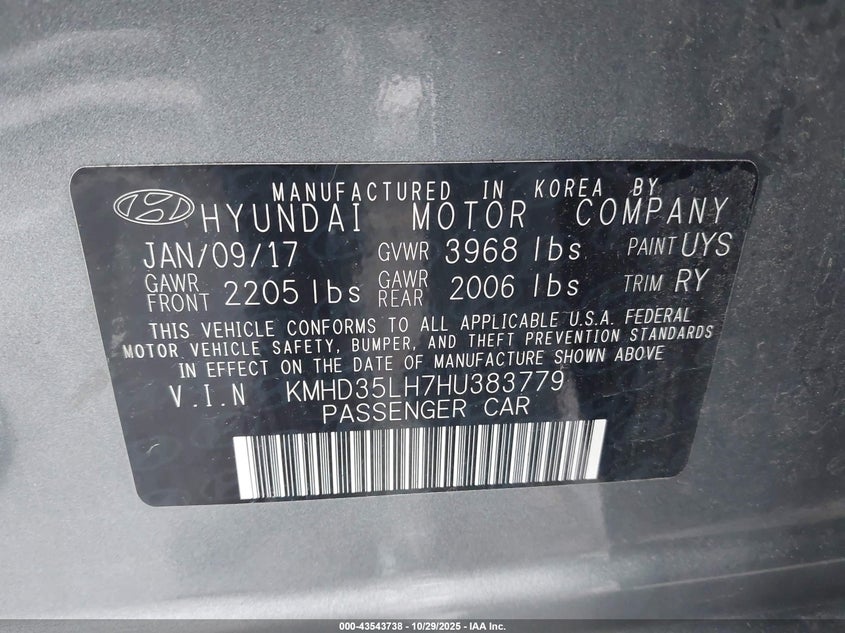 MANUFACTURED IN KOREA BY
HYUNDAI MOTOR COMPANY
JAN/09/17 GVWR 3968 lbs PAINT UYS
GAWR FRONT 2205 lbs GAWR REAR 2006 lbs TRIM RY
THIS VEHICLE CONFORMS TO ALL APPLICABLE U.S.A. FEDERAL
MOTOR VEHICLE SAFETY, BUMPER, AND THEFT PREVENTION STANDARDS
IN EFFECT ON THE DATE OF MANUFACTURE SHOWN ABOVE
V.I.N KMHD35LH7HU383779
PASSENGER CAR
000-43543738 - 10/29/2025 - IAA Inc.